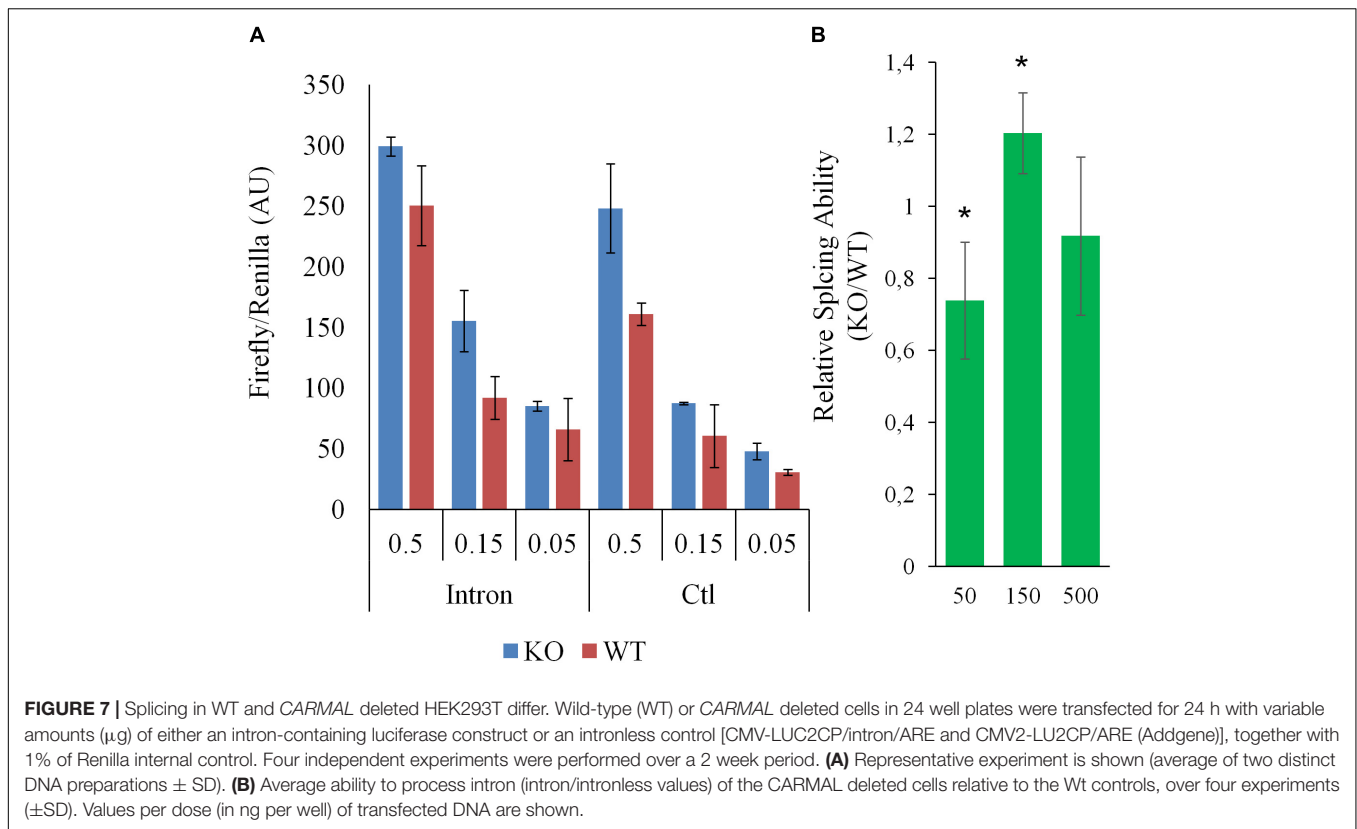 A
Firefly/Renilla (AU)
350
300
250
200
150
100
50
0
0.5 0.15 0.05 0.5 0.15 0.05
Intron Ctl
KO WT
B
Relative Splcing Ability
(KO/WT)
1,4
1,2
1
0,8
0,6
0,4
0,2
0
* *
50 150 500
FIGURE 7 | Splicing in WT and CARMAL deleted HEK293T differ. Wild-type (WT) or CARMAL deleted cells in 24 well plates were transfected for 24 h with variable
amounts (μg) of either an intron-containing luciferase construct or an intronless control [CMV-LUC2CP/intron/ARE and CMV2-LU2CP/ARE (Addgene)], together with
1% of Renilla internal control. Four independent experiments were performed over a 2 week period. (A) Representative experiment is shown (average of two distinct
DNA preparations ± SD). (B) Average ability to process intron (intron/intronless values) of the CARMAL deleted cells relative to the Wt controls, over four experiments
(±SD). Values per dose (in ng per well) of transfected DNA are shown.